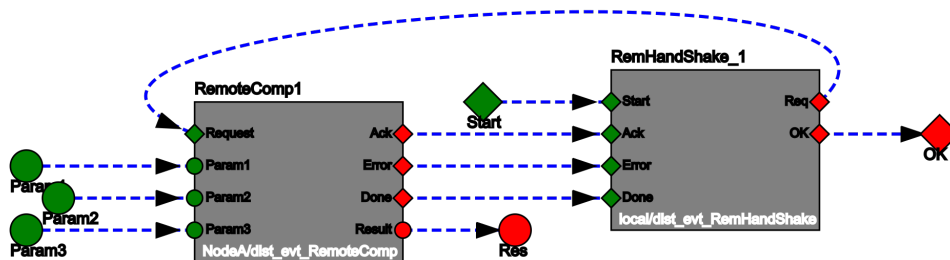 RemHandShake_1
RemoteComp1
Start
Start
Req
Request
Ack
Ack
OK
OK
Param1
Param1
Error
Error
Param2
Param2
Done
Done
Param3
Param3
Result
Res
local/dist_evt_RemHandShake
NodeA/dist_evt_RemoteComp